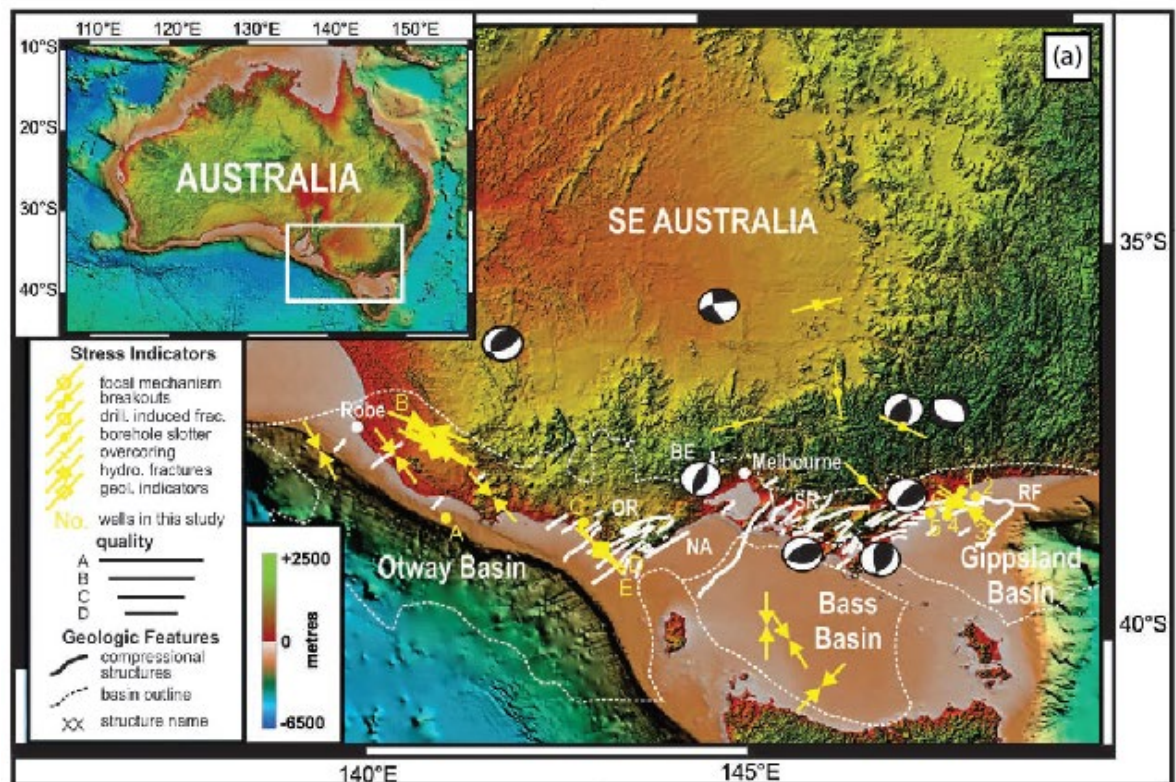 110°E 120°E 130°E 140°E 150°E
10°S
20°S
30°S
40°S
AUSTRALIA
(a)
SE AUSTRALIA
35°S
40°S
Stress Indicators
focal mechanism
breakouts
drill. induced frac.
borehole slotter
overcoring
hydro. fractures
geol. indicators
No. wells in this study
quality
A
B
C
D
Geologic Features
compressional
structures
basin outline
structure name
+2500
0
-6500
metres
Robe
B
A
Otway Basin
OR
E
NA
BE
Melbourne
SR
RF
Gippsland
Basin
Bass
Basin
140°E 145°E